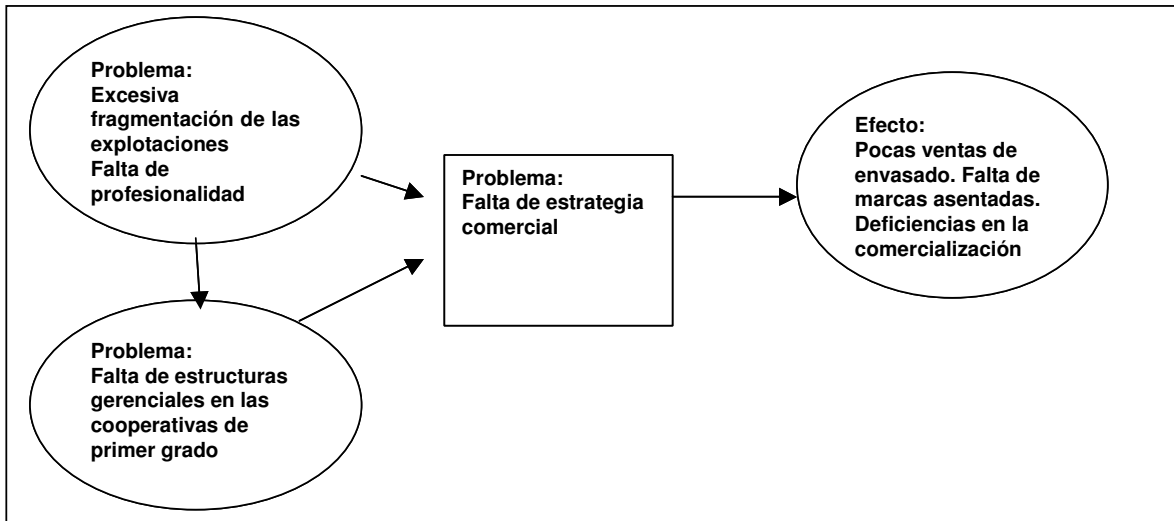 Problema:
Excesiva
fragmentación de las
explotaciones
Falta de
profesionalidad
Problema:
Falta de estructuras
gerenciales en las
cooperativas de
primer grado
Problema:
Falta de estrategia
comercial
Efecto:
Pocas ventas de
envasado. Falta de
marcas asentadas.
Deficiencias en la
comercialización